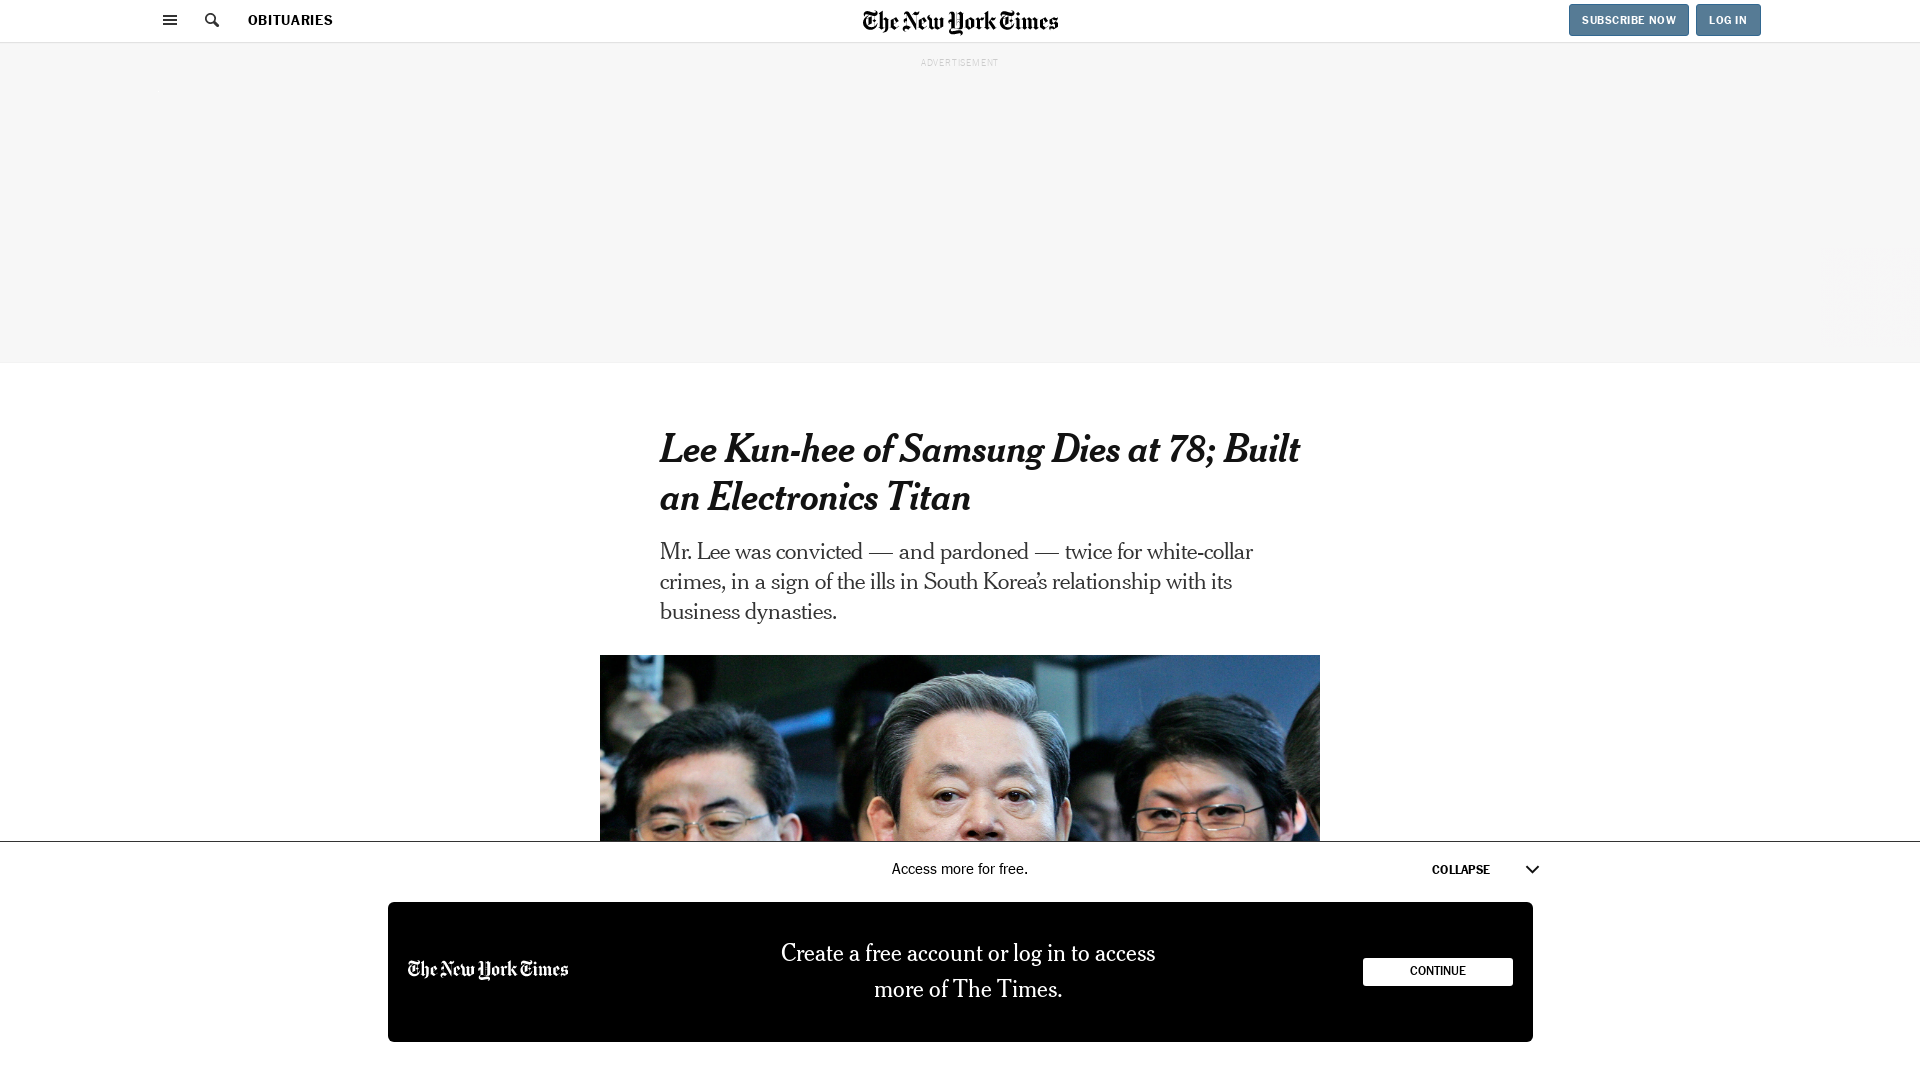 OBITUARIES
The New York Times
SUBSCRIBE NOW
LOG IN
ADVERTISEMENT
Lee Kun-hee of Samsung Dies at 78; Built
an Electronics Titan
Mr. Lee was convicted — and pardoned — twice for white-collar
crimes, in a sign of the ills in South Korea’s relationship with its
business dynasties.
Access more for free.
COLLAPSE
The New York Times
Create a free account or log in to access
more of The Times.
CONTINUE